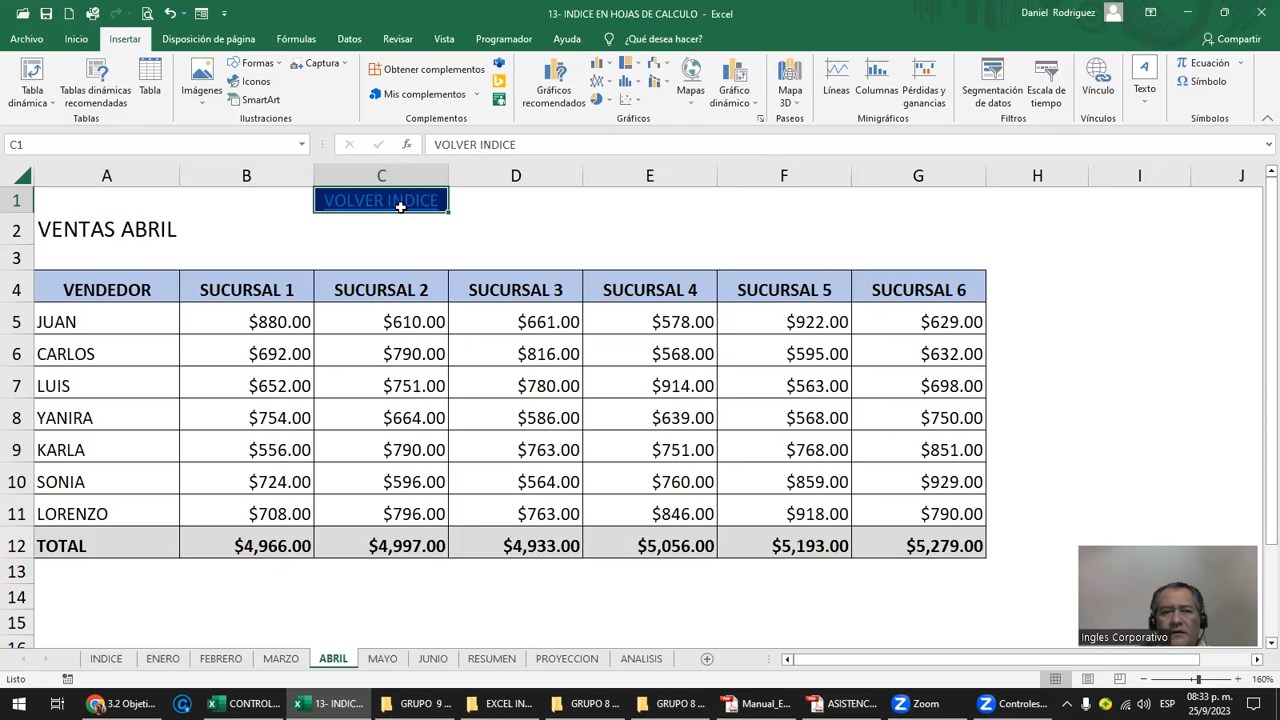 13- INDICE EN HOJAS DE CALCULO - Excel
Daniel Rodriguez
Archivo Inicio Insertar Disposición de página Fórmulas Datos Revisar Vista Programador Ayuda ¿Qué desea hacer? Compartir
Tabla dinámica
Tablas dinámicas recomendadas
Tabla
Tablas
Imágenes
Formas
Iconos
SmartArt
Captura
Ilustraciones
Obtener complementos
Mis complementos
Complementos
Gráficos recomendados
Mapas
Gráfico dinámico
Gráficos
Mapa 3D
Paseos
Líneas
Columnas
Pérdidas y ganancias
Minigráficos
Segmentación de datos
Escala de tiempo
Filtros
Vínculo
Vínculos
Texto
Ecuación
Símbolo
Símbolos
C1 fx VOLVER INDICE
A B C D E F G H I J
1 VOLVER INDICE
2 VENTAS ABRIL
3
4 VENDEDOR SUCURSAL 1 SUCURSAL 2 SUCURSAL 3 SUCURSAL 4 SUCURSAL 5 SUCURSAL 6
5 JUAN $880.00 $610.00 $661.00 $578.00 $922.00 $629.00
6 CARLOS $692.00 $790.00 $816.00 $568.00 $595.00 $632.00
7 LUIS $652.00 $751.00 $780.00 $914.00 $563.00 $698.00
8 YANIRA $754.00 $664.00 $586.00 $639.00 $568.00 $750.00
9 KARLA $556.00 $790.00 $763.00 $751.00 $768.00 $851.00
10 SONIA $724.00 $596.00 $564.00 $760.00 $859.00 $929.00
11 LORENZO $708.00 $796.00 $763.00 $846.00 $918.00 $790.00
12 TOTAL $4,966.00 $4,997.00 $4,933.00 $5,056.00 $5,193.00 $5,279.00
13
14
15
Ingles Corporativo
INDICE ENERO FEBRERO MARZO ABRIL MAYO JUNIO RESUMEN PROYECCION ANALISIS
Listo 160%
3.2 Objeti... CONTROL... 13- INDIC... GRUPO 9 ... EXCEL IN... GRUPO 8 ... GRUPO 8 ... Manual_E... ASISTENC... Zoom Controles... ESP 08:33 p. m.
25/9/2023